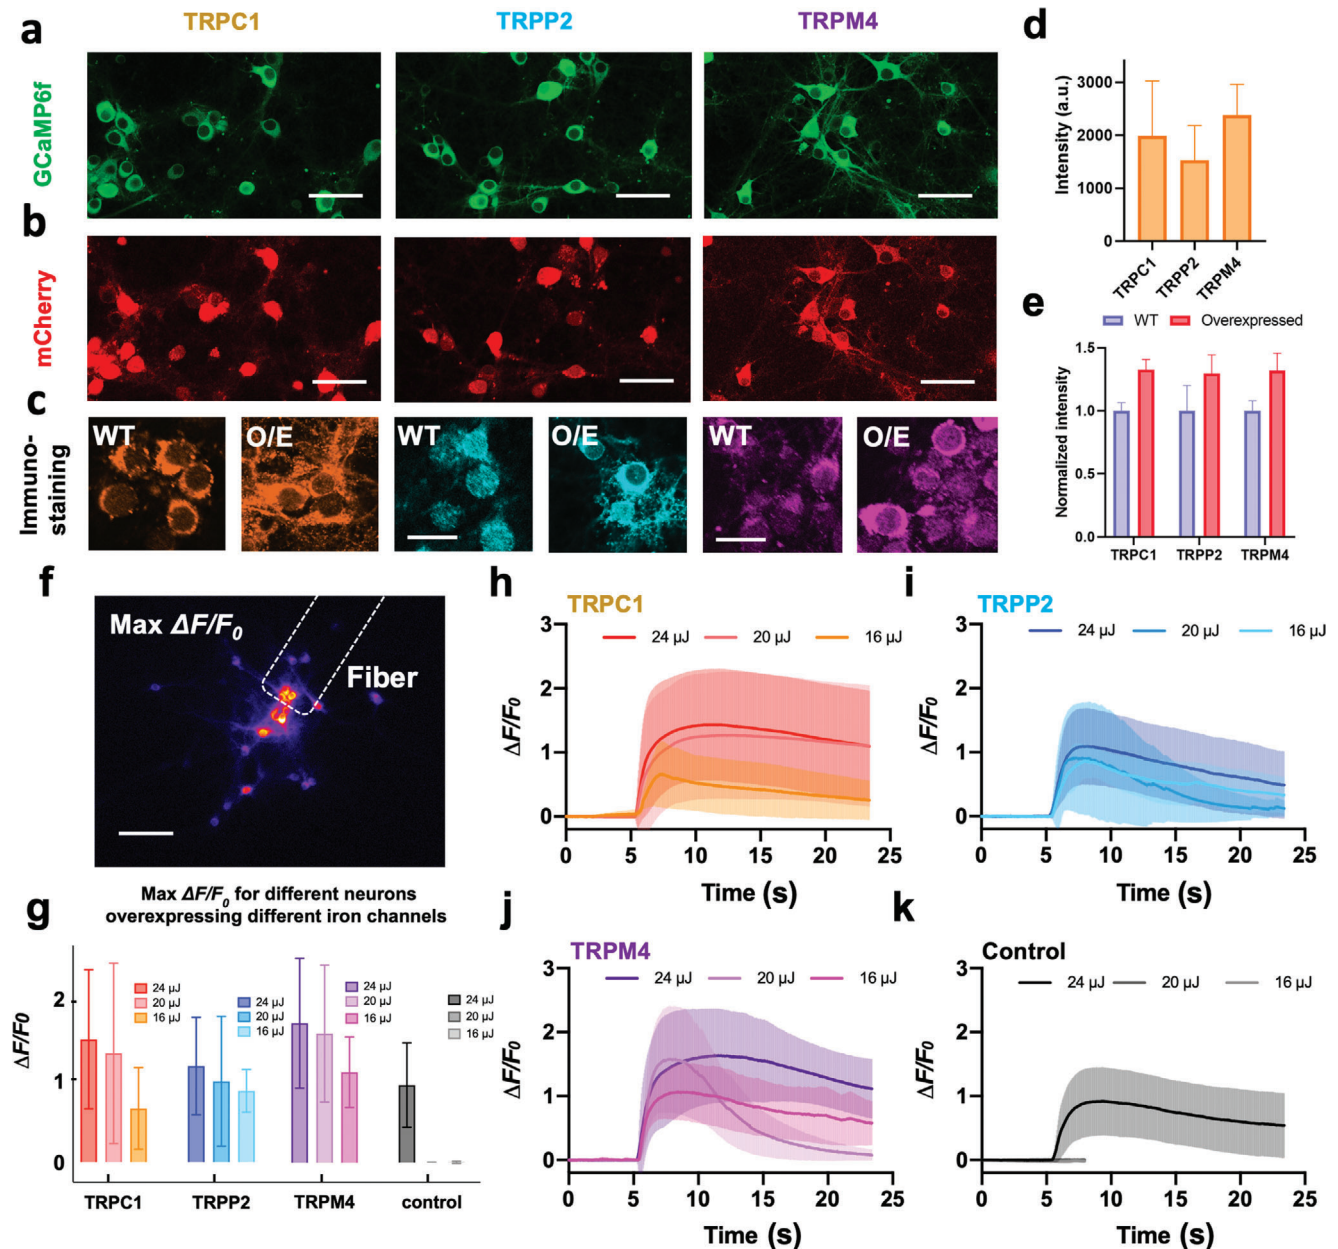 a
TRPC1
TRPP2
TRPM4
GCaMP6f
b
mCherry
c
Immuno-
staining
WT
O/E
WT
O/E
WT
O/E
d
Intensity (a.u.)
3000
2000
1000
0
TRPC1
TRPP2
TRPM4
e
WT
Overexpressed
Normalized intensity
1.5
1.0
0.5
0.0
TRPC1
TRPP2
TRPM4
f
Max ΔF/F0
Fiber
g
Max ΔF/F0 for different neurons
overexpressing different iron channels
ΔF/F0
2
1
0
24 μJ
20 μJ
16 μJ
24 μJ
20 μJ
16 μJ
24 μJ
20 μJ
16 μJ
24 μJ
20 μJ
16 μJ
TRPC1
TRPP2
TRPM4
control
h
TRPC1
24 μJ
20 μJ
16 μJ
ΔF/F0
3
2
1
0
0
5
10
15
20
25
Time (s)
i
TRPP2
24 μJ
20 μJ
16 μJ
ΔF/F0
3
2
1
0
0
5
10
15
20
25
Time (s)
j
TRPM4
24 μJ
20 μJ
16 μJ
ΔF/F0
3
2
1
0
0
5
10
15
20
25
Time (s)
k
Control
24 μJ
20 μJ
16 μJ
ΔF/F0
3
2
1
0
0
5
10
15
20
25
Time (s)